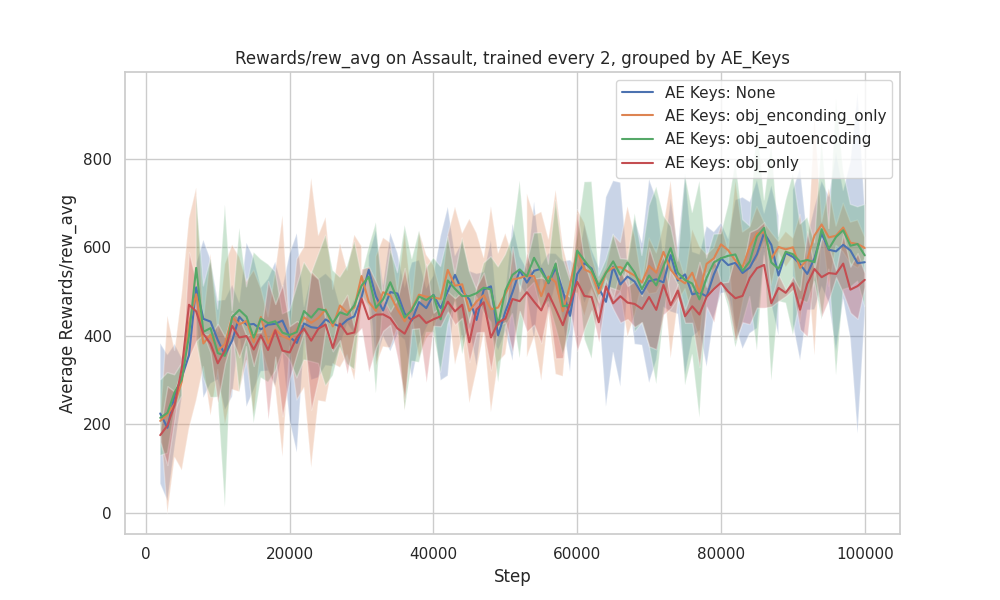 Rewards/rew_avg on Assault, trained every 2, grouped by AE_Keys
AE Keys: None
AE Keys: obj_enconding_only
AE Keys: obj_autoencoding
AE Keys: obj_only
Average Rewards/rew_avg
800
600
400
200
0
0 20000 40000 60000 80000 100000
Step